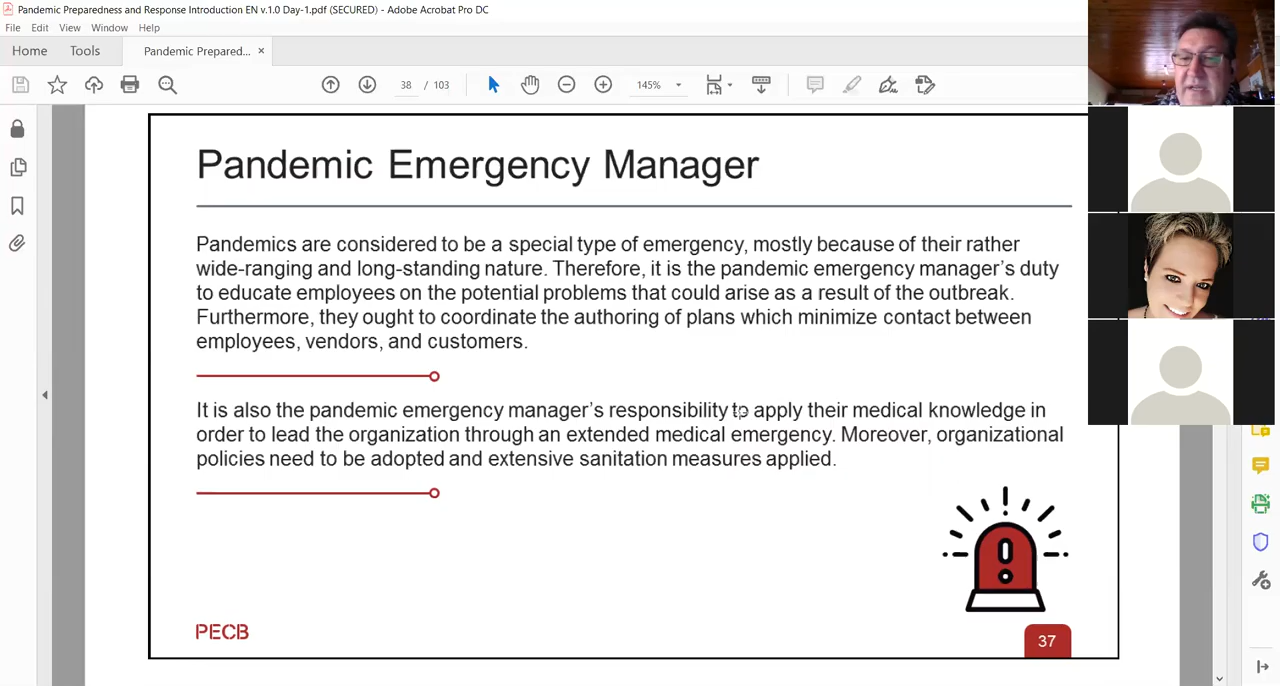 Pandemic Preparedness and Response Introduction EN v.1.0 Day-1.pdf (SECURED) - Adobe Acrobat Pro DC
File Edit View Window Help
Home Tools Pandemic Prepared... ×
38 / 103 145%
Pandemic Emergency Manager
Pandemics are considered to be a special type of emergency, mostly because of their rather
wide-ranging and long-standing nature. Therefore, it is the pandemic emergency manager's duty
to educate employees on the potential problems that could arise as a result of the outbreak.
Furthermore, they ought to coordinate the authoring of plans which minimize contact between
employees, vendors, and customers.
It is also the pandemic emergency manager's responsibility to apply their medical knowledge in
order to lead the organization through an extended medical emergency. Moreover, organizational
policies need to be adopted and extensive sanitation measures applied.
PECB
37